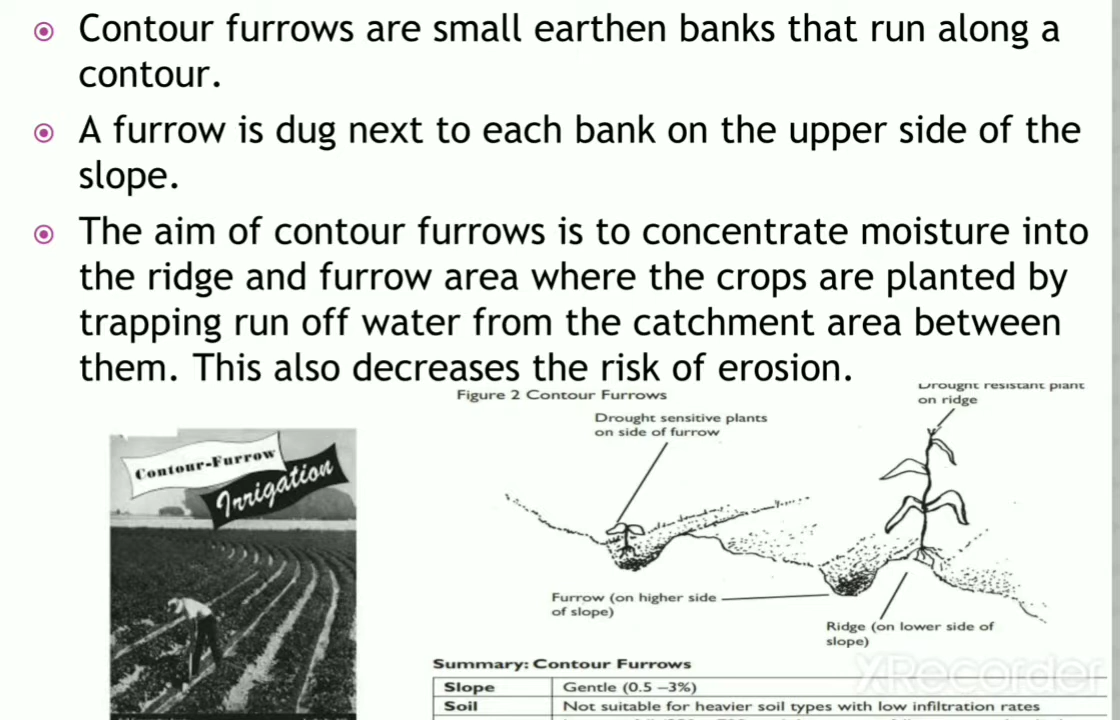 Contour furrows are small earthen banks that run along a
contour.
A furrow is dug next to each bank on the upper side of the
slope.
The aim of contour furrows is to concentrate moisture into
the ridge and furrow area where the crops are planted by
trapping run off water from the catchment area between
them. This also decreases the risk of erosion.
Figure 2 Contour Furrows
Drought resistant plant
on ridge
Drought sensitive plants
on side of furrow
Contour-Furrow
Irrigation
Furrow (on higher side
of slope)
Ridge (on lower side of
slope)
Summary: Contour Furrows
Slope Gentle (0.5 –3%)
Soil Not suitable for heavier soil types with low infiltration rates
XRecorder